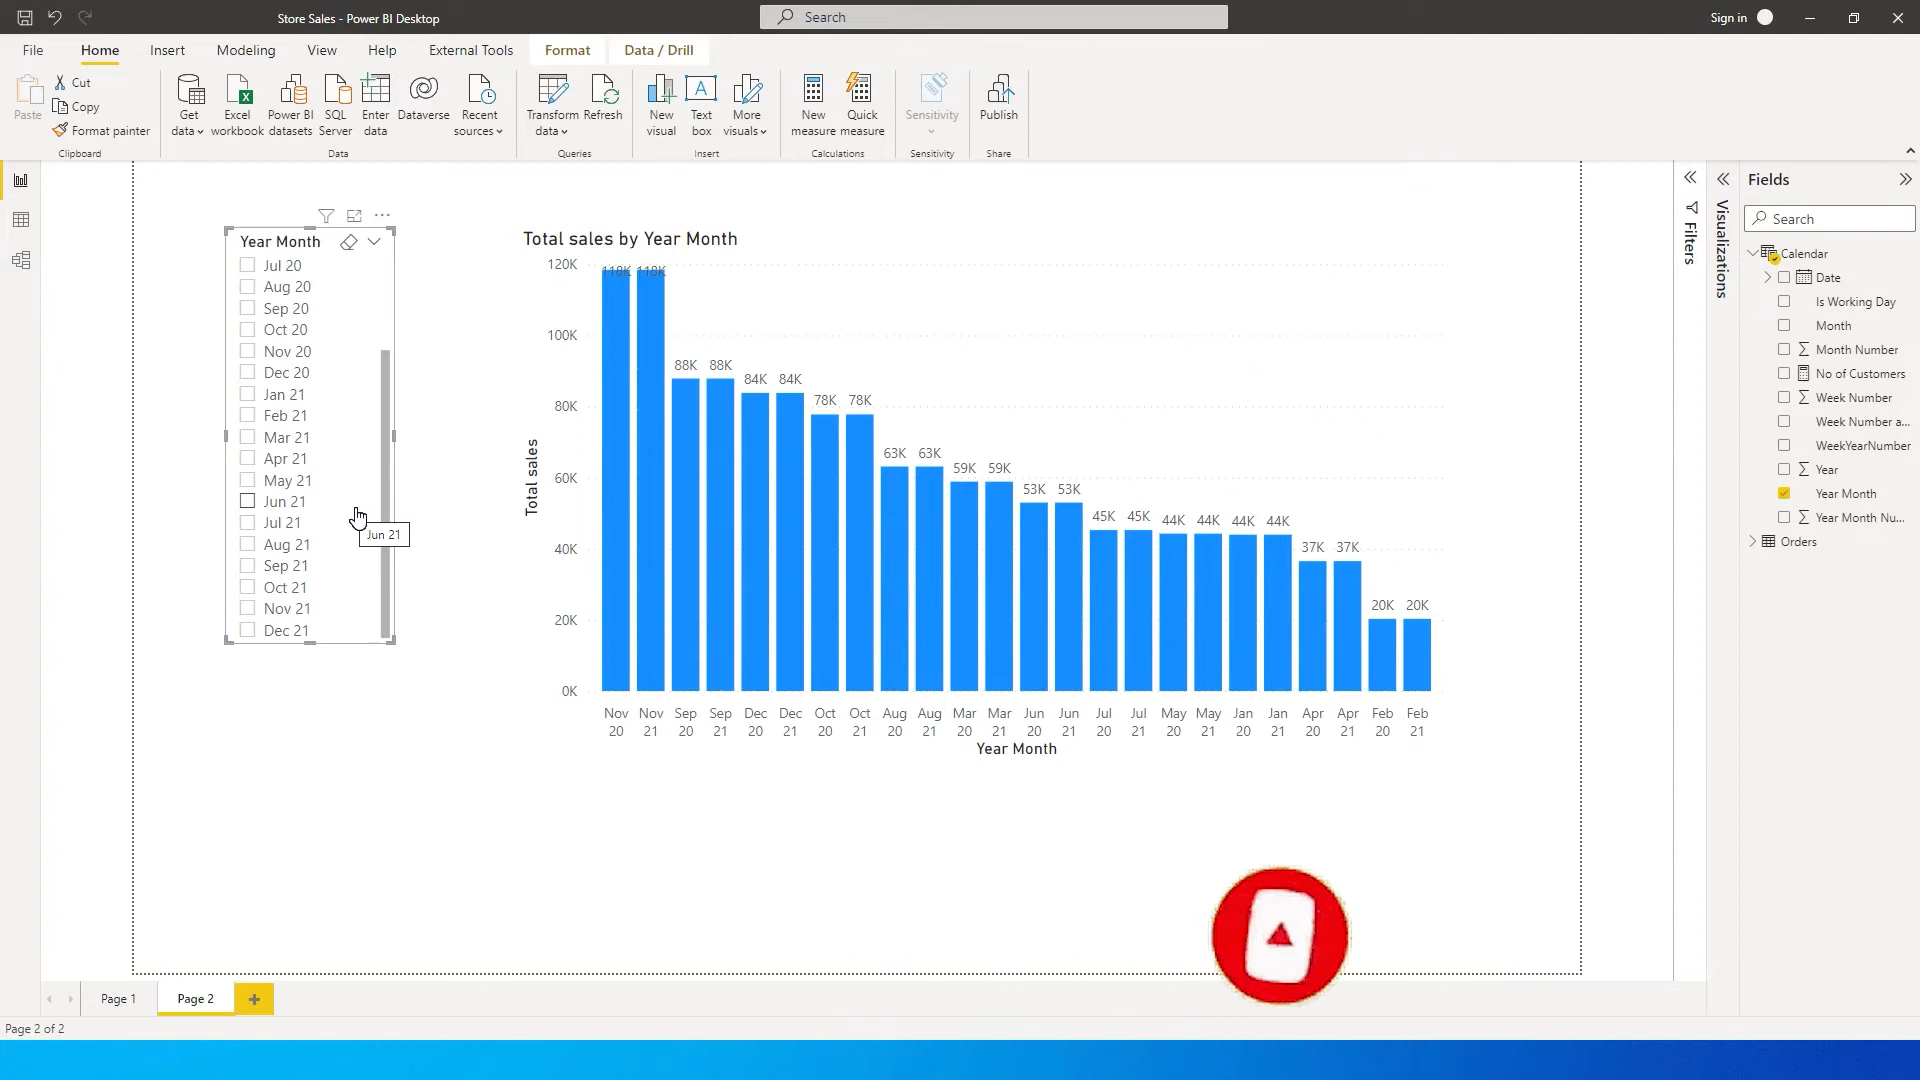 Store Sales - Power BI Desktop
Search
Sign in
File Home Insert Modeling View Help External Tools Format Data / Drill
Paste
Cut
Copy
Format painter
Clipboard
Get data
Excel workbook
Power BI datasets
SQL Server
Enter data
Dataverse
Recent sources
Data
Transform data
Refresh
Queries
New visual
Text box
More visuals
Insert
New measure
Quick measure
Calculations
Sensitivity
Sensitivity
Publish
Share
Year Month
Jul 20
Aug 20
Sep 20
Oct 20
Nov 20
Dec 20
Jan 21
Feb 21
Mar 21
Apr 21
May 21
Jun 21
Jul 21
Aug 21
Sep 21
Oct 21
Nov 21
Dec 21
Jun 21
Total sales by Year Month
Total sales
120K
100K
80K
60K
40K
20K
0K
118K 118K 88K 88K 84K 84K 78K 78K 63K 63K 59K 59K 53K 53K 45K 45K 44K 44K 44K 44K 37K 37K 20K 20K
Nov Nov Sep Sep Dec Dec Oct Oct Aug Aug Mar Mar Jun Jun Jul Jul May May Jan Jan Apr Apr Feb Feb
20 21 20 21 20 21 20 21 20 21 20 21 20 21 20 21 20 21 20 21 20 21 20 21
Year Month
Filters
Visualizations
Fields
Search
Calendar
Date
Is Working Day
Month
Month Number
No of Customers
Week Number
Week Number a...
WeekYearNumber
Year
Year Month
Year Month Nu...
Orders
Page 1
Page 2
Page 2 of 2